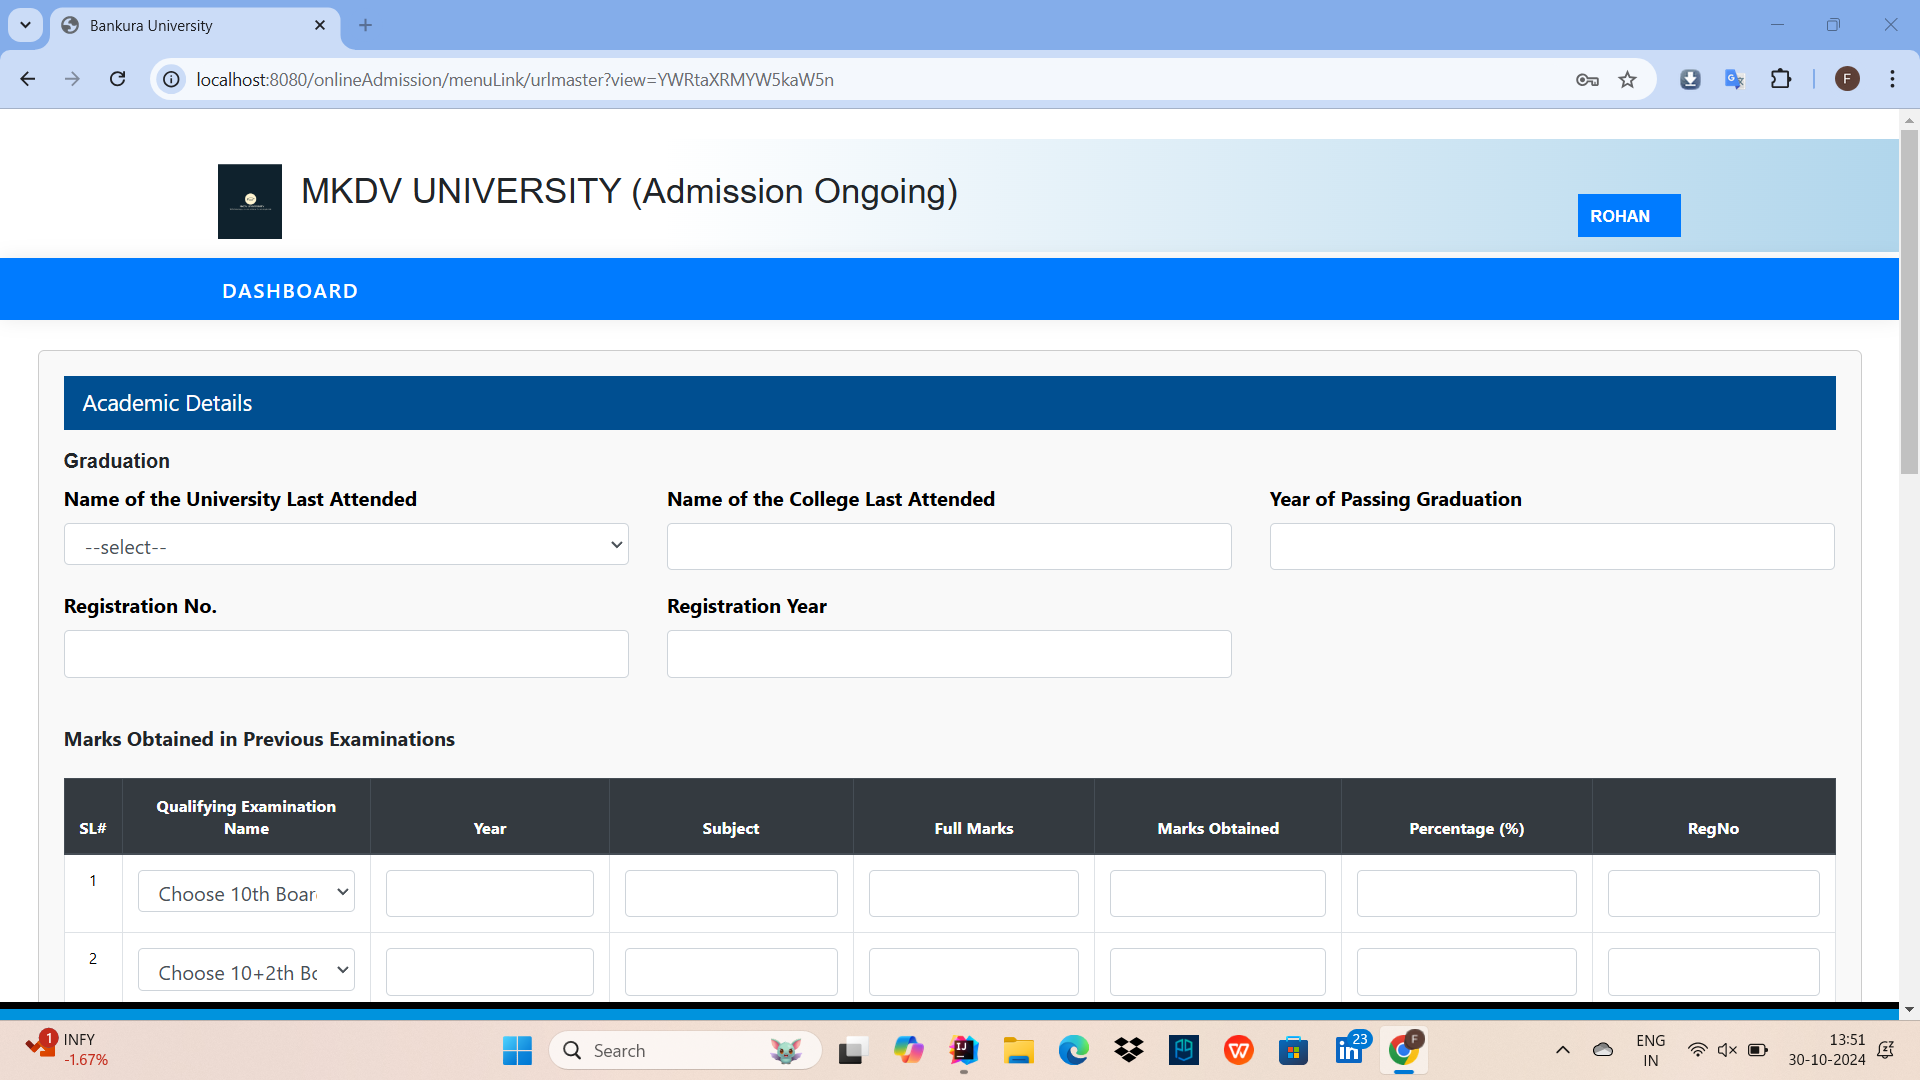 Bankura University
localhost:8080/onlineAdmission/menuLink/urlmaster?view=YWRtaXRMYW5kaW5n
F
MKDV UNIVERSITY (Admission Ongoing)
ROHAN
DASHBOARD
Academic Details
Graduation
Name of the University Last Attended
Name of the College Last Attended
Year of Passing Graduation
--select--
Registration No.
Registration Year
Marks Obtained in Previous Examinations
SL#
Qualifying Examination
Name
Year
Subject
Full Marks
Marks Obtained
Percentage (%)
RegNo
1
Choose 10th Boar
2
Choose 10+2th Bo
1
INFY
-1.67%
Search
23
F
ENG
IN
13:51
30-10-2024